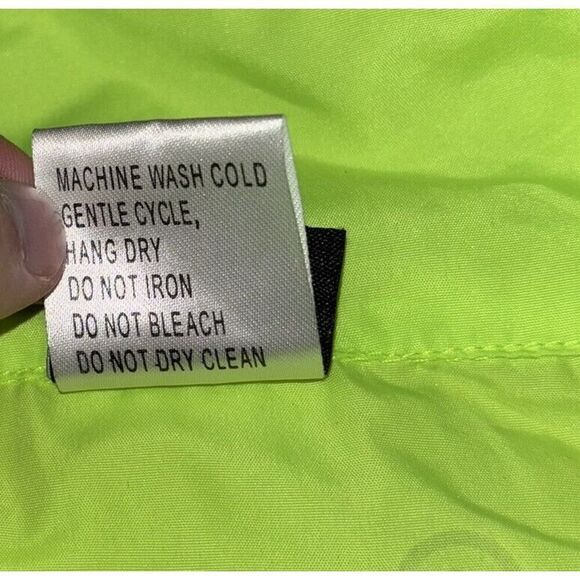 MACHINE WASH COLD
GENTLE CYCLE,
HANG DRY
DO NOT IRON
DO NOT BLEACH
DO NOT DRY CLEAN